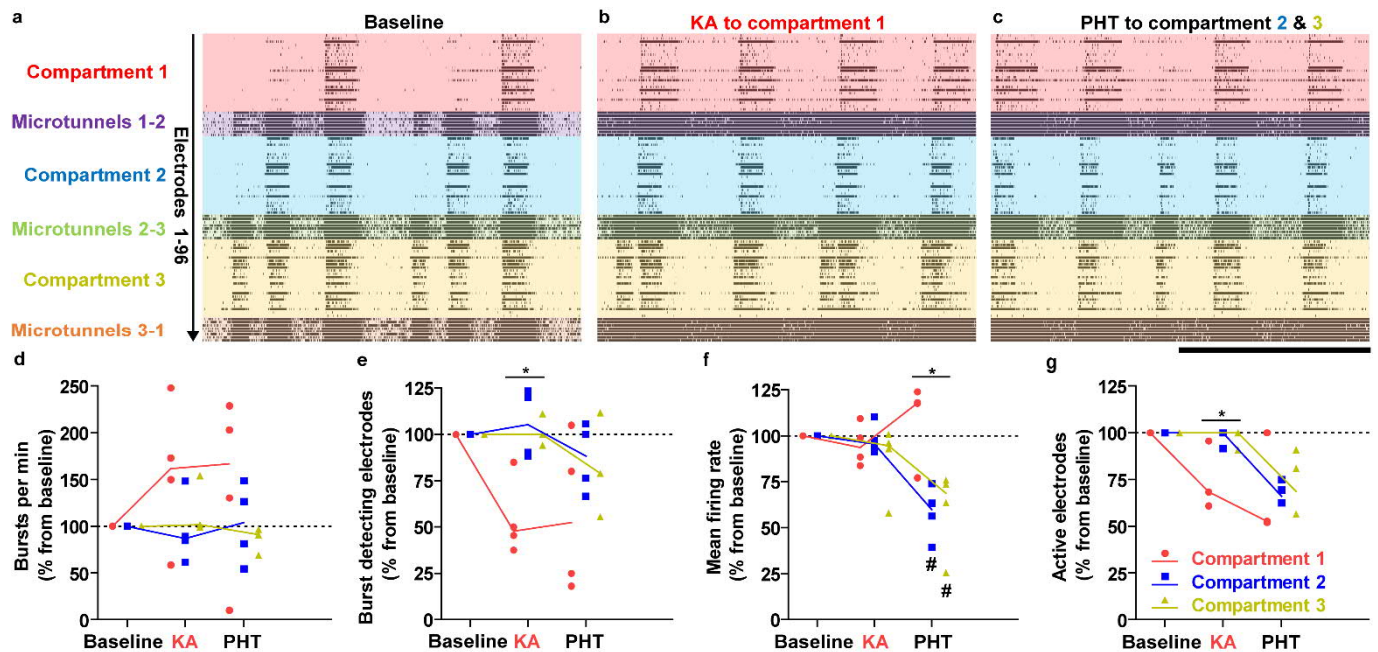 a Baseline b KA to compartment 1 c PHT to compartment 2 & 3
Compartment 1
Microtunnels 1-2
Compartment 2
Microtunnels 2-3
Compartment 3
Microtunnels 3-1
Electrodes 1-96
d
Bursts per min
(% from baseline)
250
200
150
100
50
0
Baseline KA PHT
e
Burst detecting electrodes
(% from baseline)
125
100
75
50
25
0
*
Baseline KA PHT
f
Mean firing rate
(% from baseline)
125
100
75
50
25
0
*
#
#
Baseline KA PHT
g
Active electrodes
(% from baseline)
125
100
75
50
25
0
*
Compartment 1
Compartment 2
Compartment 3
Baseline KA PHT